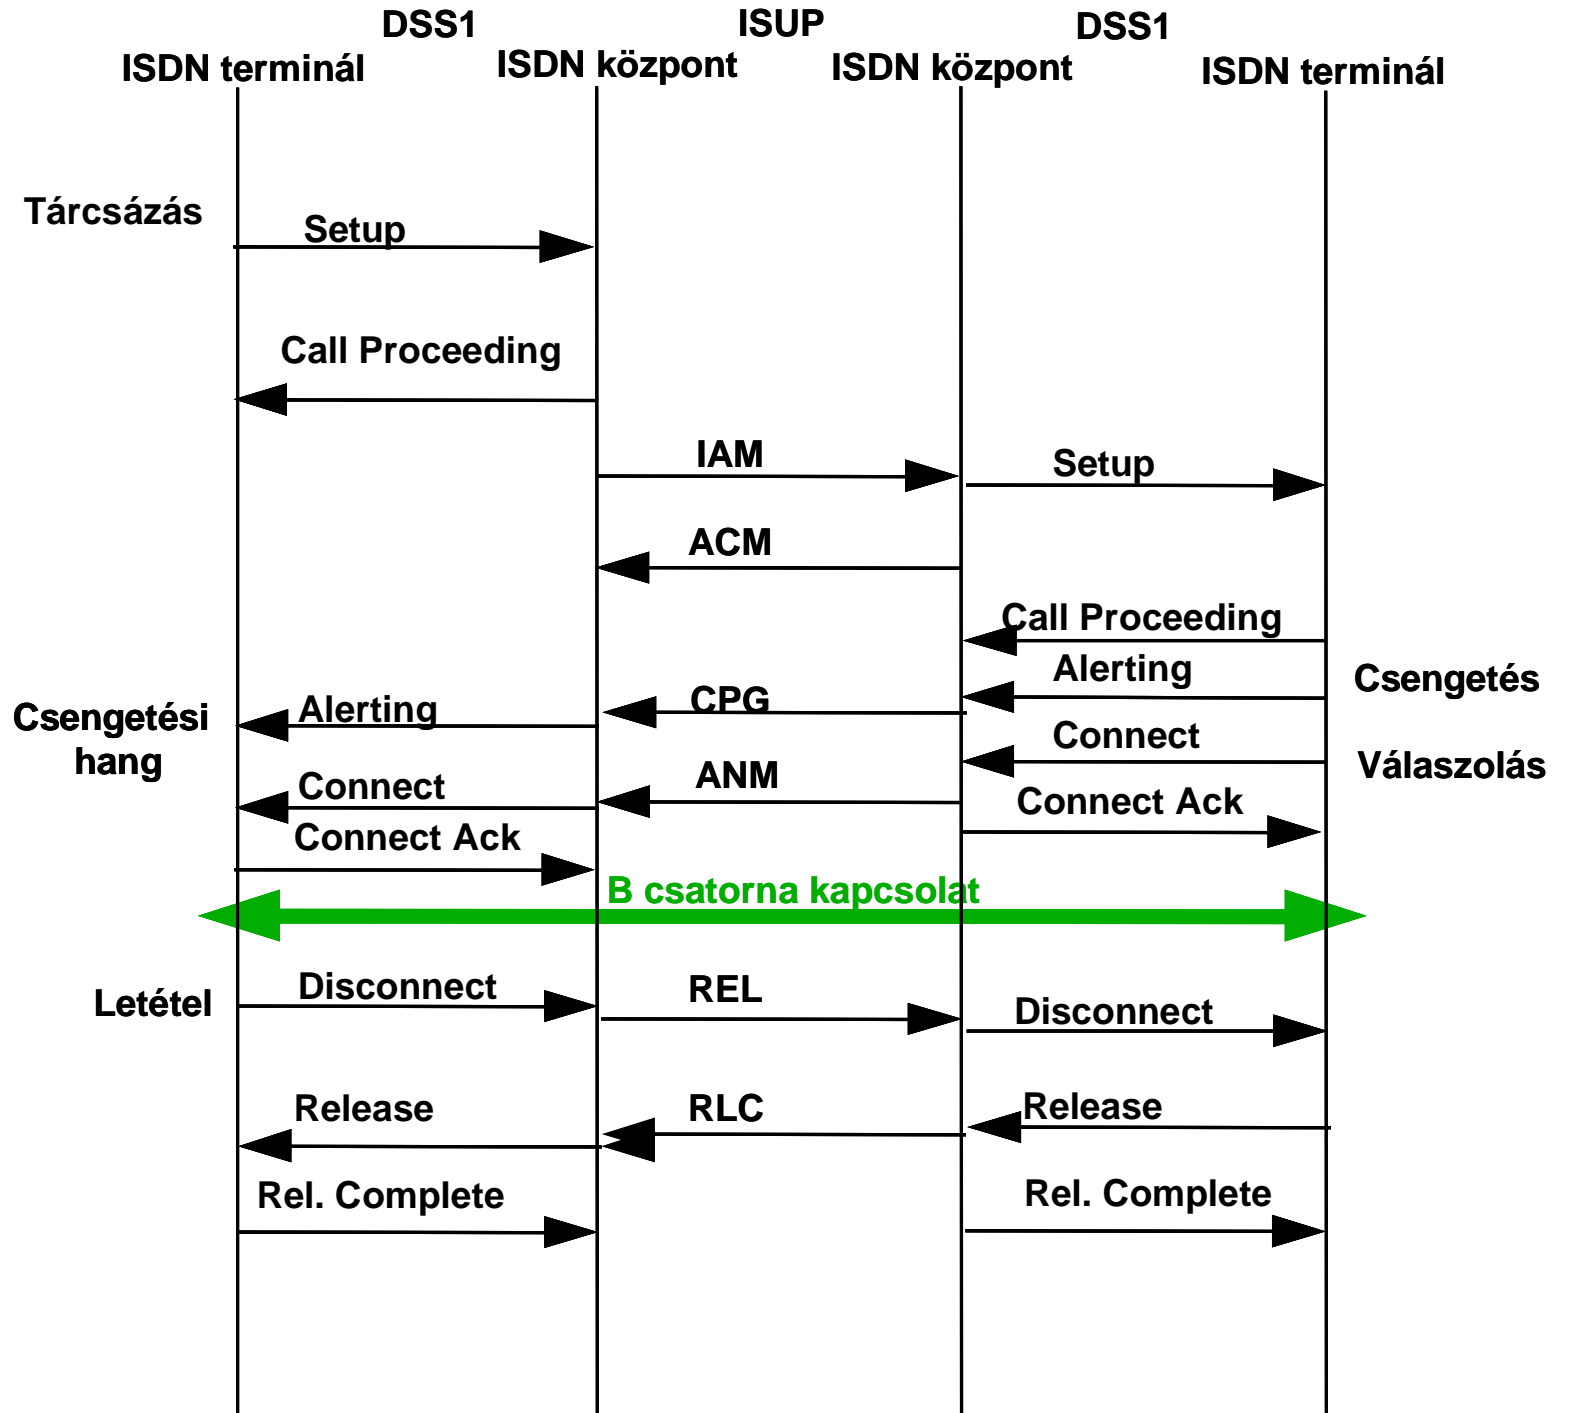 DSS1
ISUP
DSS1
ISDN terminál
ISDN központ
ISDN központ
ISDN terminál
Tárcsázás
Setup
Call Proceeding
IAM
Setup
ACM
Call Proceeding
Alerting
Csengetés
CPG
Alerting
Csengetési
hang
Connect
Válaszolás
ANM
Connect
Connect Ack
Connect Ack
B csatorna kapcsolat
Disconnect
REL
Letétel
Disconnect
Release
RLC
Release
Rel. Complete
Rel. Complete